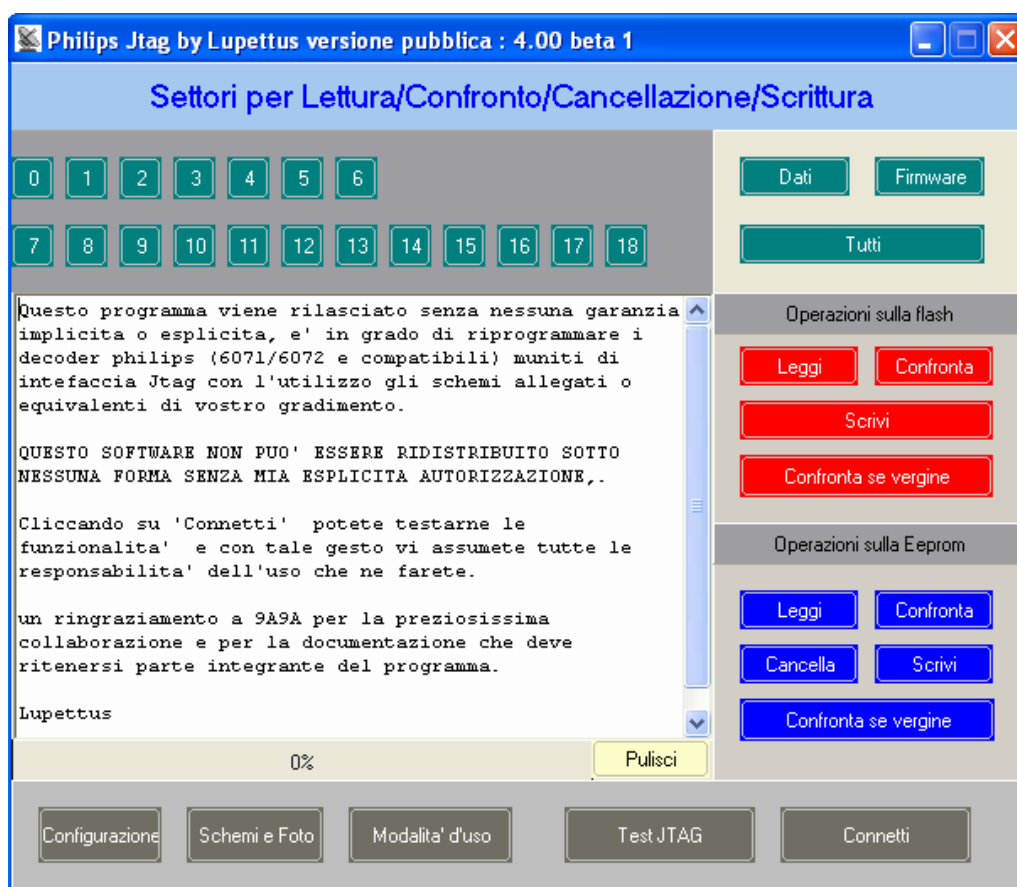 Philips Jtag by Lupettus versione pubblica : 4.00 beta 1
Settori per Lettura/Confronto/Cancellazione/Scrittura
0 1 2 3 4 5 6
7 8 9 10 11 12 13 14 15 16 17 18
Dati Firmware
Tutti
Questo programma viene rilasciato senza nessuna garanzia
implicita o esplicita, e' in grado di riprogrammare i
decoder philips (6071/6072 e compatibili) muniti di
intefaccia Jtag con l'utilizzo gli schemi allegati o
equivalenti di vostro gradimento.
QUESTO SOFTWARE NON PUO' ESSERE RIDISTRIBUITO SOTTO
NESSUNA FORMA SENZA MIA ESPLICITA AUTORIZZAZIONE,.
Cliccando su 'Connetti'  potete testarne le
funzionalita'  e con tale gesto vi assumete tutte le
responsabilita' dell'uso che ne farete.
un ringraziamento a 9A9A per la preziosissima
collaborazione e per la documentazione che deve
ritenersi parte integrante del programma.
Lupettus
0%
Pulisci
Operazioni sulla flash
Leggi Confronta
Scrivi
Confronta se vergine
Operazioni sulla Eeprom
Leggi Confronta
Cancella Scrivi
Confronta se vergine
Configurazione Schemi e Foto Modalita' d'uso Test JTAG Connetti